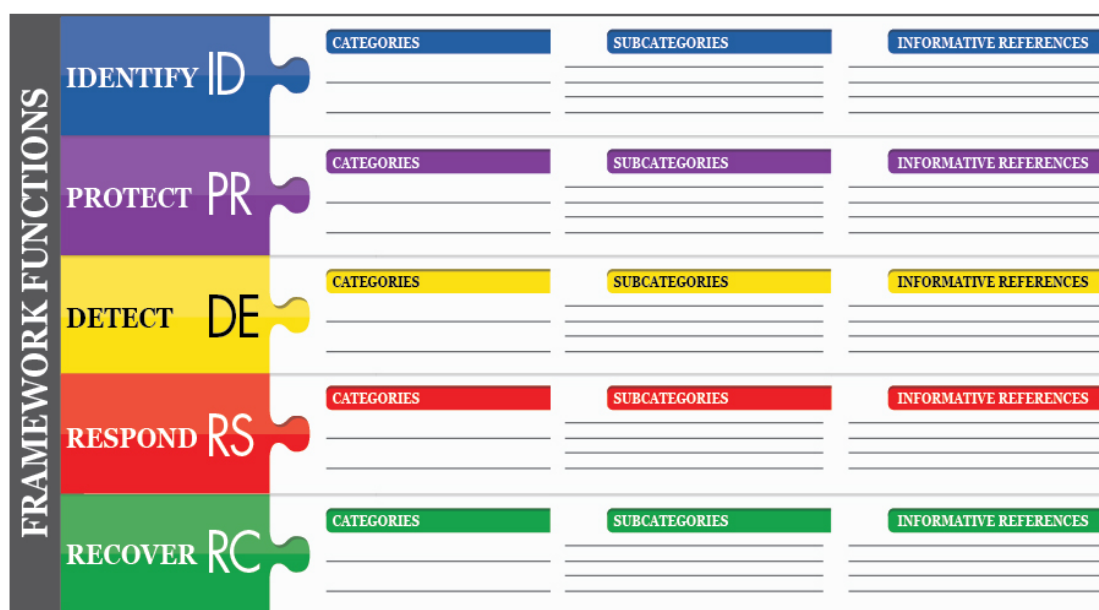 FRAMEWORK FUNCTIONS
IDENTIFY ID
CATEGORIES
SUBCATEGORIES
INFORMATIVE REFERENCES
PROTECT PR
CATEGORIES
SUBCATEGORIES
INFORMATIVE REFERENCES
DETECT DE
CATEGORIES
SUBCATEGORIES
INFORMATIVE REFERENCES
RESPOND RS
CATEGORIES
SUBCATEGORIES
INFORMATIVE REFERENCES
RECOVER RC
CATEGORIES
SUBCATEGORIES
INFORMATIVE REFERENCES